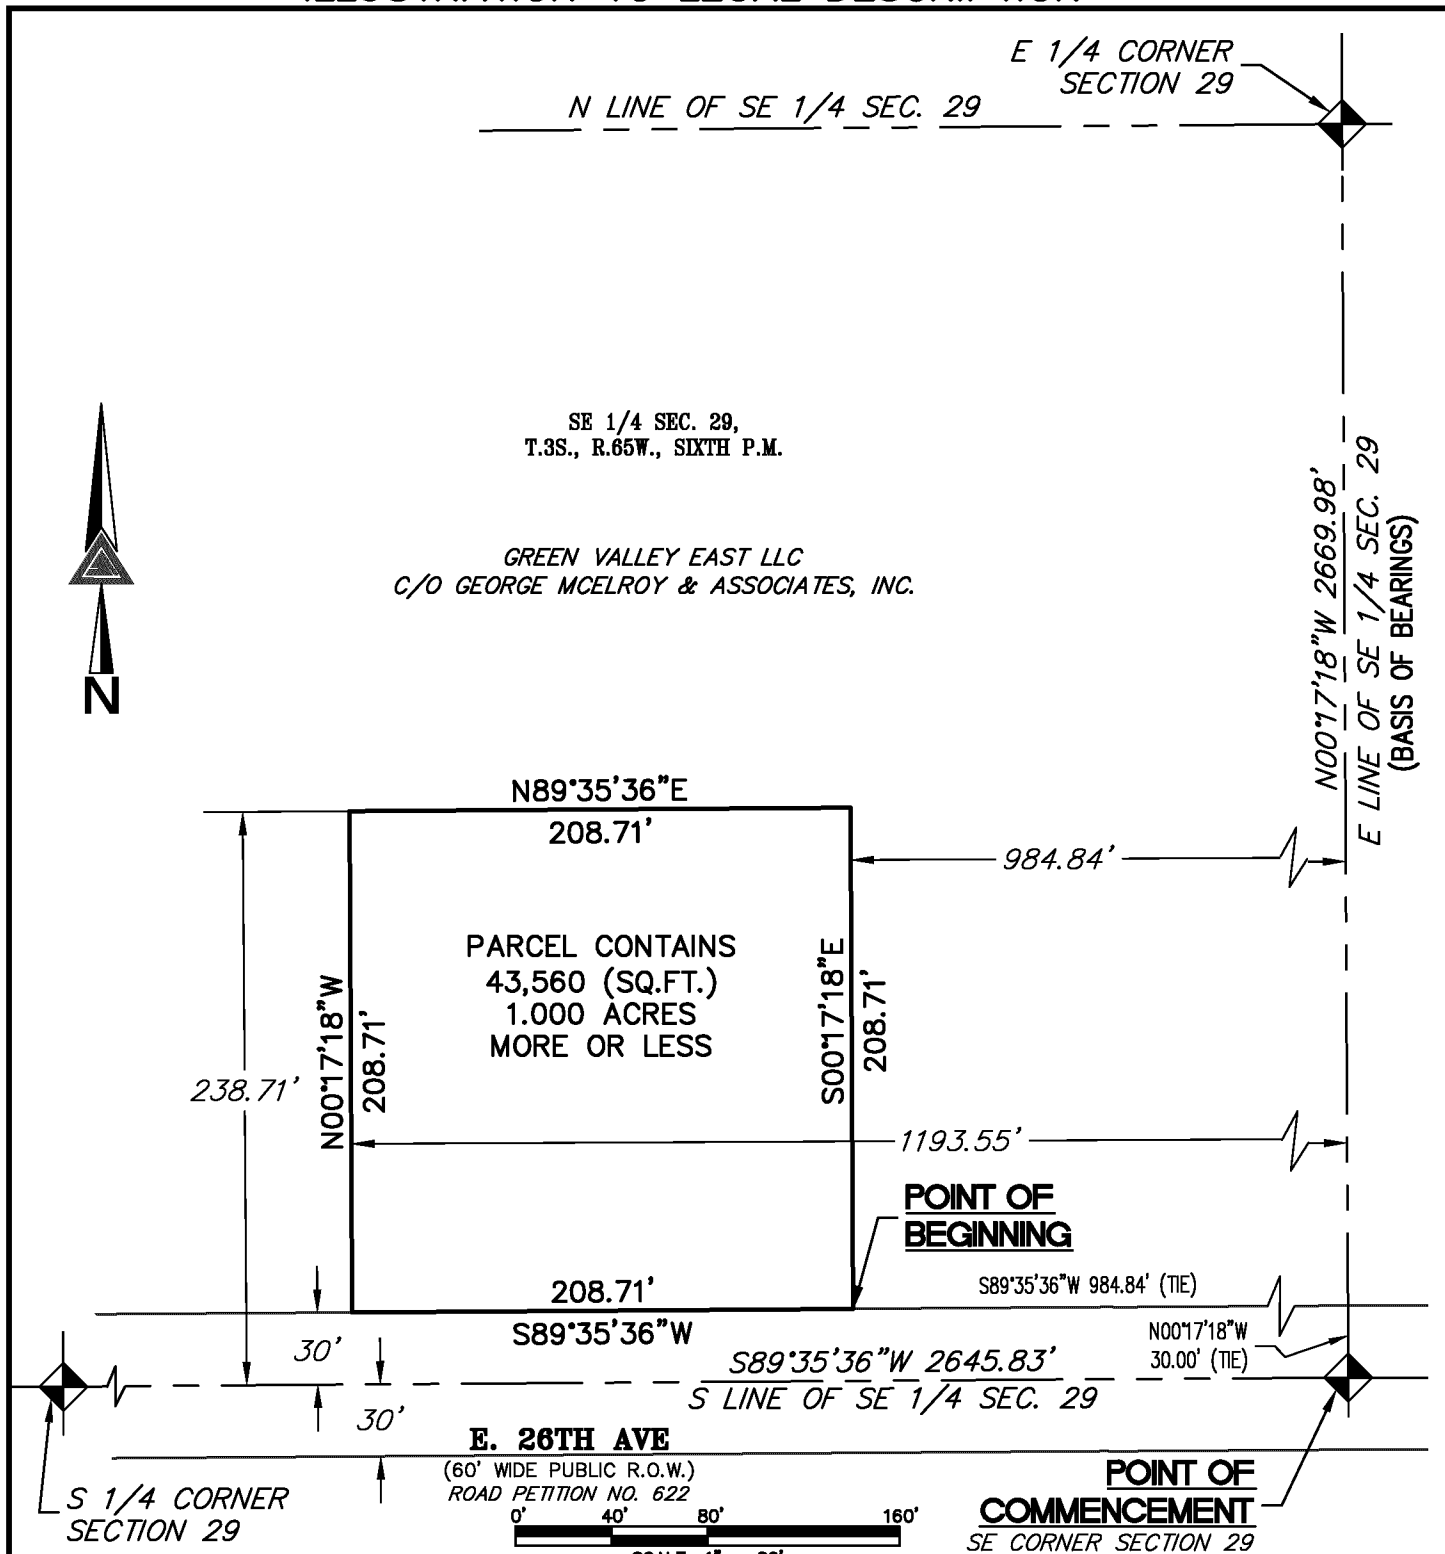 ILLUSTRATION TO LEGAL DESCRIPTION
E 1/4 CORNER
SECTION 29
N LINE OF SE 1/4 SEC. 29
SE 1/4 SEC. 29,
T.3S., R.65W., SIXTH P.M.
GREEN VALLEY EAST LLC
C/O GEORGE MCELROY & ASSOCIATES, INC.
N
N00°17'18"W 2669.98'
E LINE OF SE 1/4 SEC. 29
(BASIS OF BEARINGS)
N89°35'36"E
208.71'
984.84'
PARCEL CONTAINS
43,560 (SQ.FT.)
1.000 ACRES
MORE OR LESS
N00°17'18"W
208.71'
S00°17'18"E
208.71'
238.71'
1193.55'
POINT OF
BEGINNING
208.71'
S89°35'36"W
S89°35'36"W 984.84' (TIE)
N00°17'18"W
30.00' (TIE)
30'
S89°35'36"W 2645.83'
S LINE OF SE 1/4 SEC. 29
30'
E. 26TH AVE
(60' WIDE PUBLIC R.O.W.)
ROAD PETITION NO. 622
S 1/4 CORNER
SECTION 29
POINT OF
COMMENCEMENT
SE CORNER SECTION 29
0' 40' 80' 160'